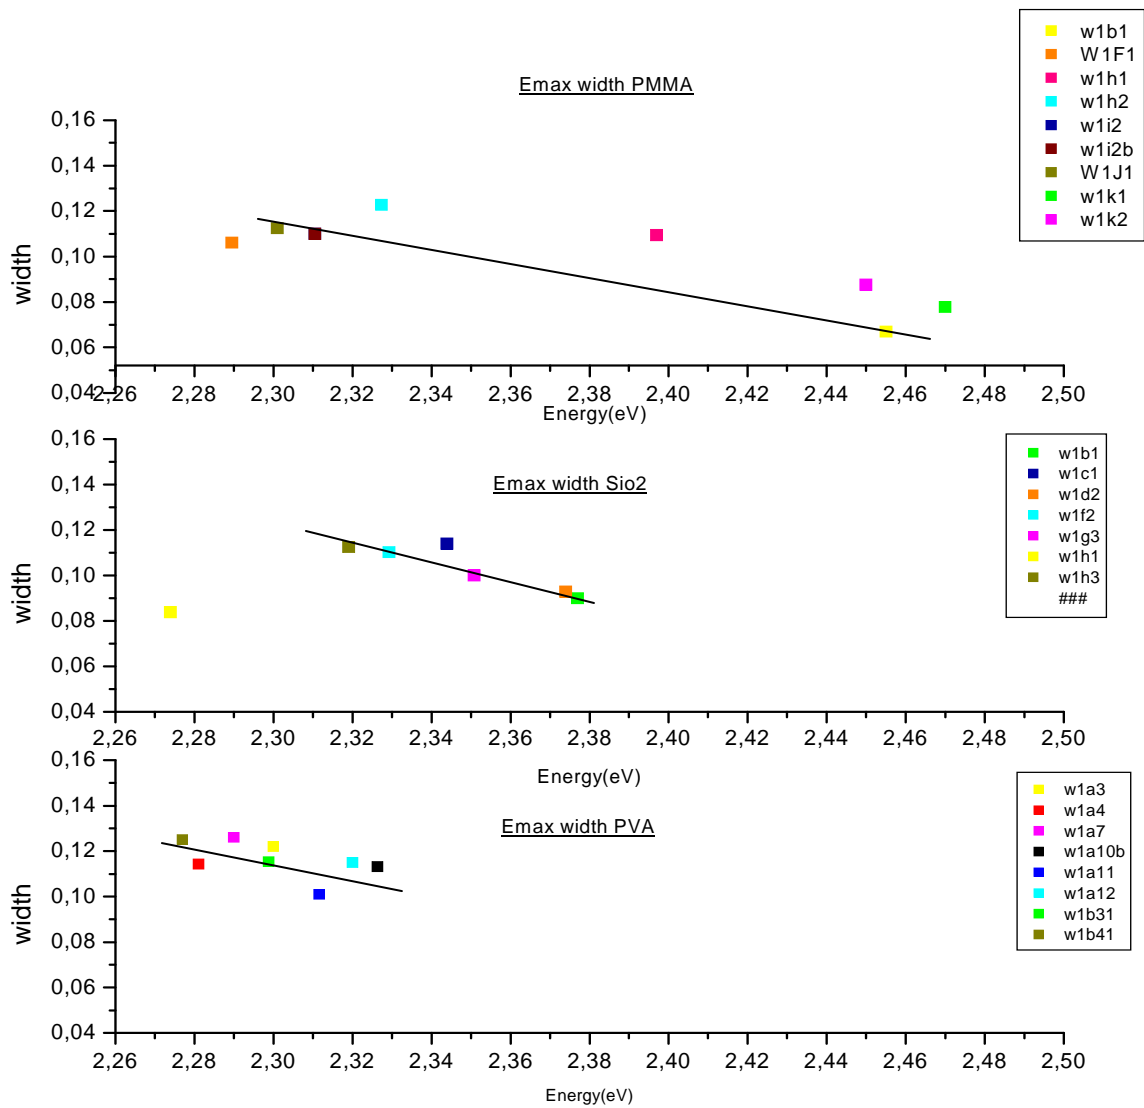 Emax width PMMA
w1b1
W1F1
w1h1
w1h2
w1i2
w1i2b
W1J1
w1k1
w1k2
width
0,16
0,14
0,12
0,10
0,08
0,06
0,04
2,26 2,28 2,30 2,32 2,34 2,36 2,38 2,40 2,42 2,44 2,46 2,48 2,50
Energy(eV)
Emax width Sio2
w1b1
w1c1
w1d2
w1f2
w1g3
w1h1
w1h3
###
width
0,16
0,14
0,12
0,10
0,08
0,06
0,04
2,26 2,28 2,30 2,32 2,34 2,36 2,38 2,40 2,42 2,44 2,46 2,48 2,50
Energy(eV)
Emax width PVA
w1a3
w1a4
w1a7
w1a10b
w1a11
w1a12
w1b31
w1b41
width
0,16
0,14
0,12
0,10
0,08
0,06
0,04
2,26 2,28 2,30 2,32 2,34 2,36 2,38 2,40 2,42 2,44 2,46 2,48 2,50
Energy(eV)